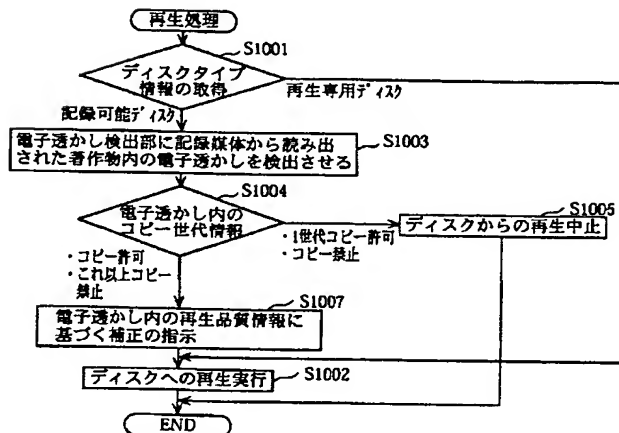 再生処理
S1001
ディスクタイプ
情報の取得
再生専用ディスク
記録可能ディスク
電子透かし検出部に記録媒体から読み出
された著作物内の電子透かしを検出させる
S1003
S1004
電子透かし内の
コピー世代情報
・1世代コピー許可
・コピー禁止
S1005
ディスクからの再生中止
・コピー許可
・これ以上コピー
禁止
S1007
電子透かし内の再生品質情報に
基づく補正の指示
ディスクへの再生実行
S1002
END